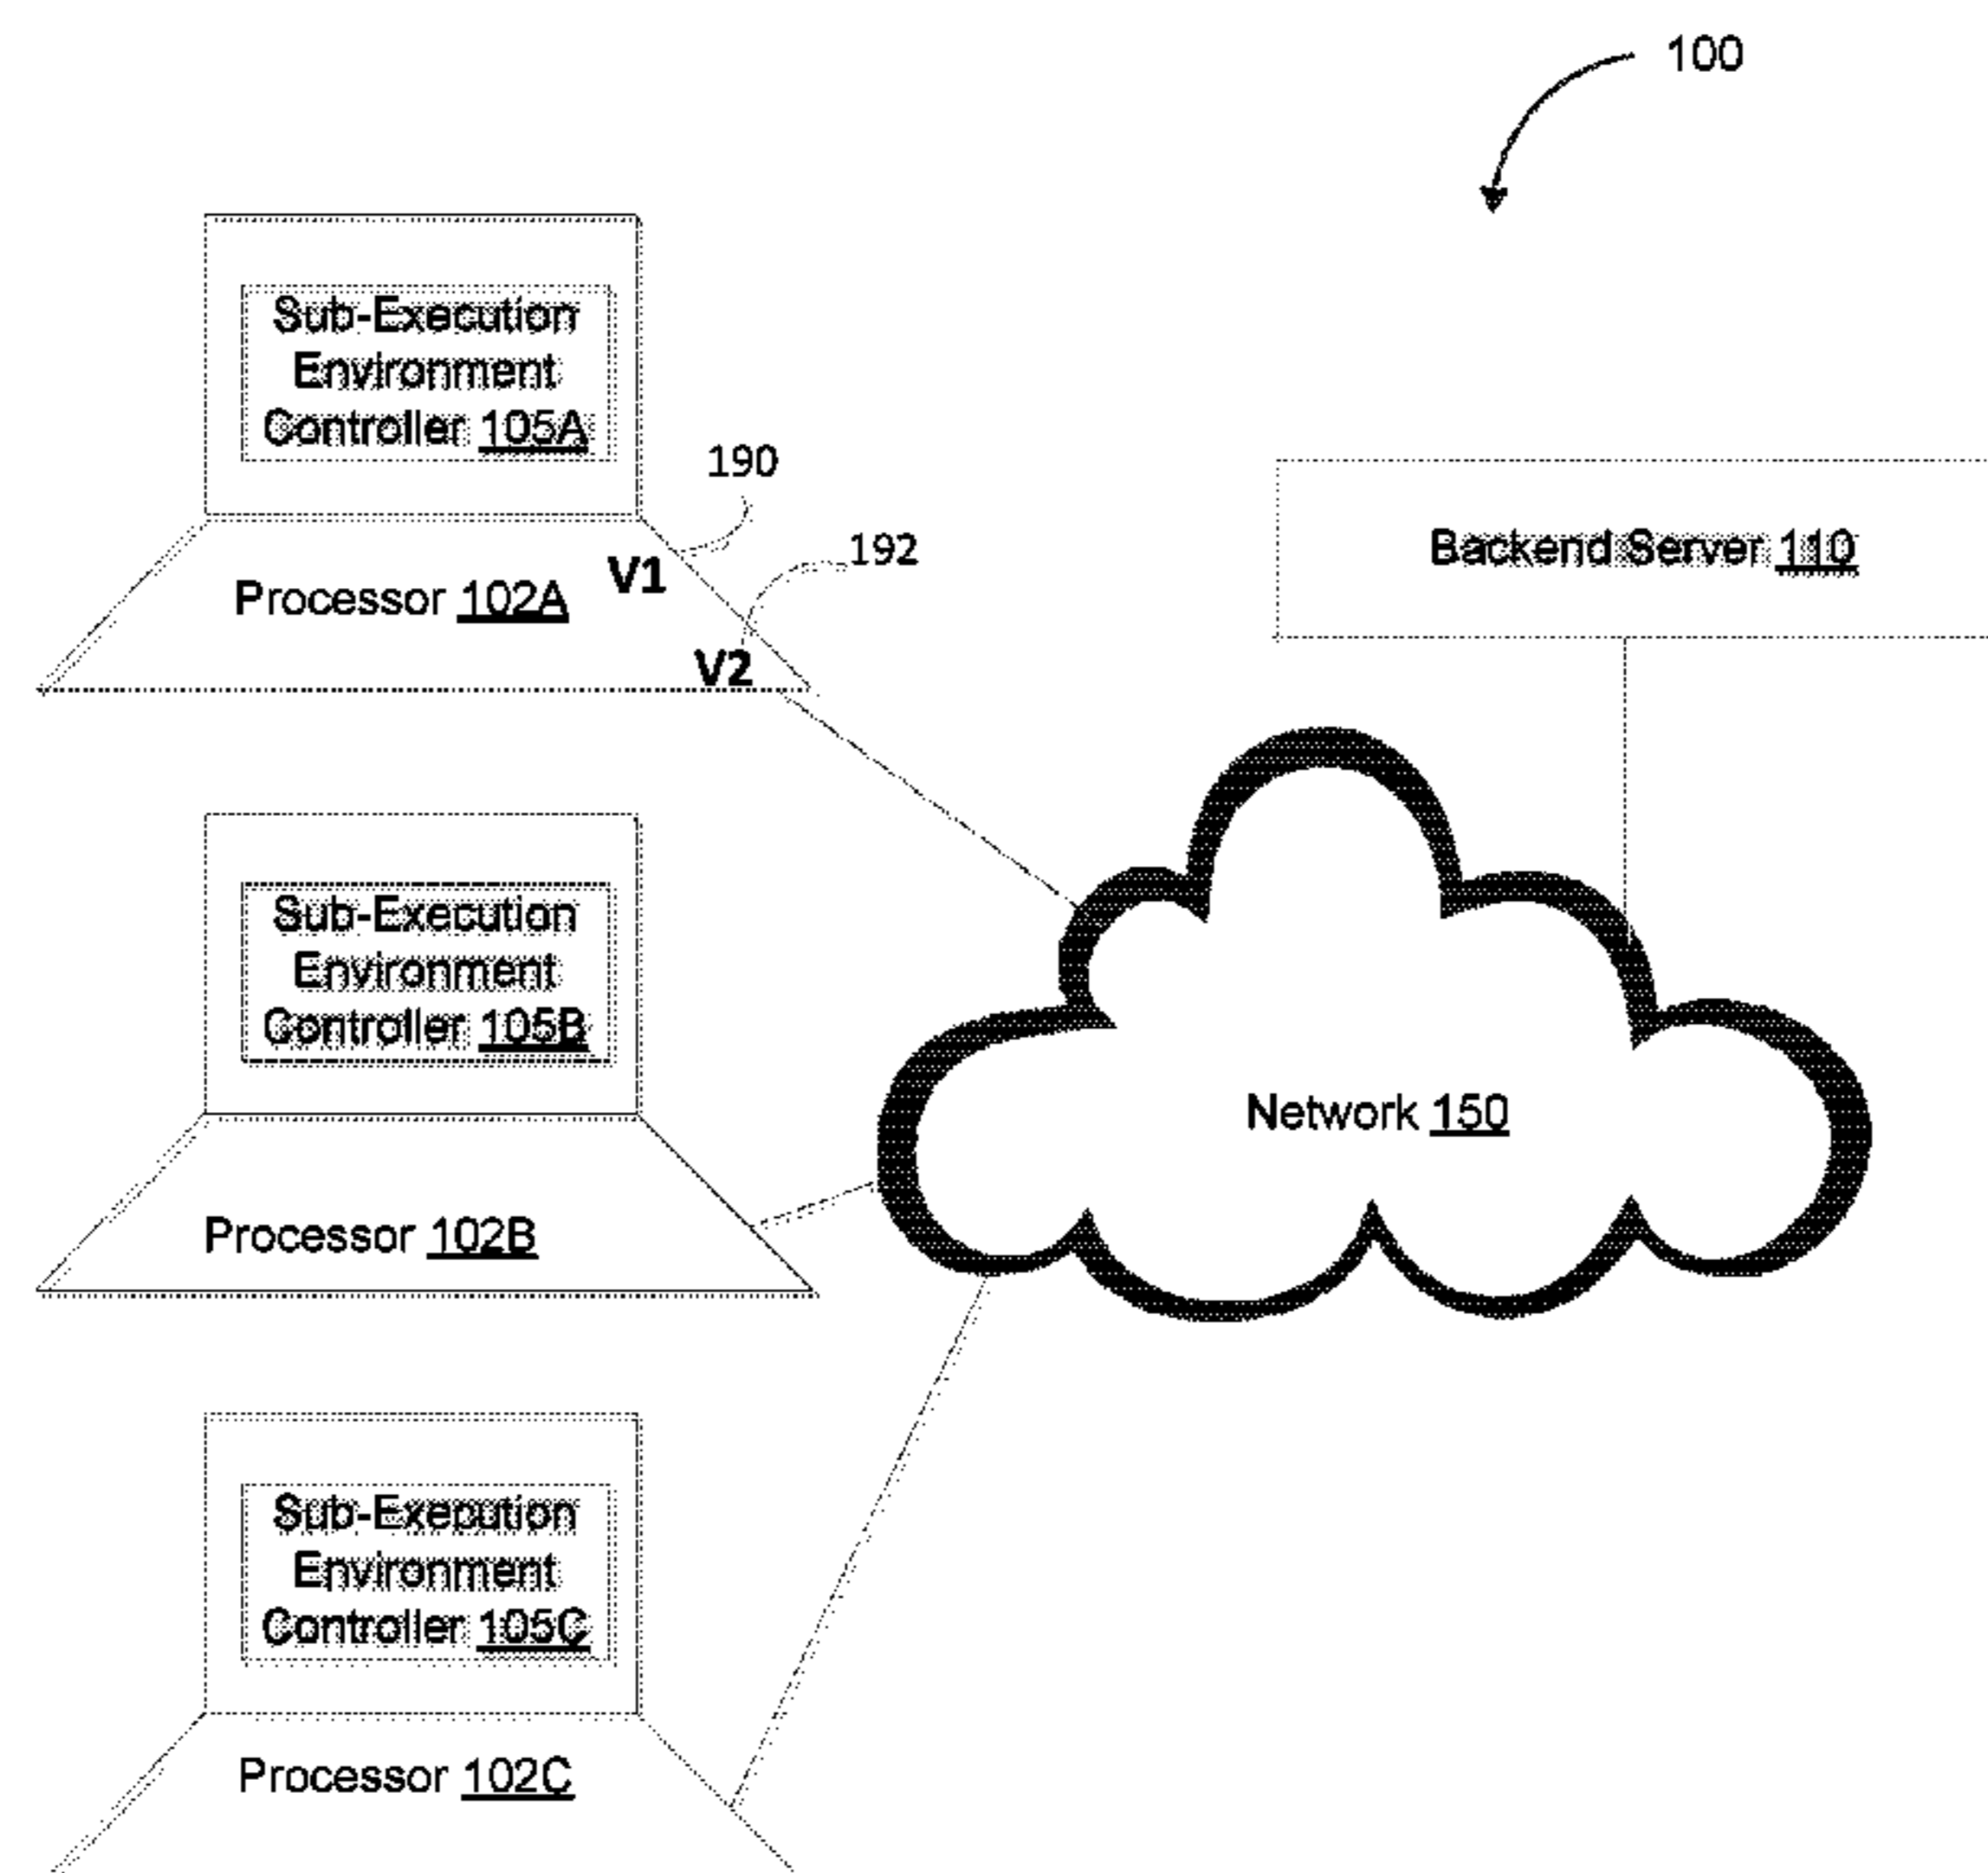 100
Sub-Execution
Environment
Controller 105A
190
192
V1
Processor 102A
V2
Backend Server 110
Sub-Execution
Environment
Controller 105B
Network 150
Processor 102B
Sub-Execution
Environment
Controller 105C
Processor 102C